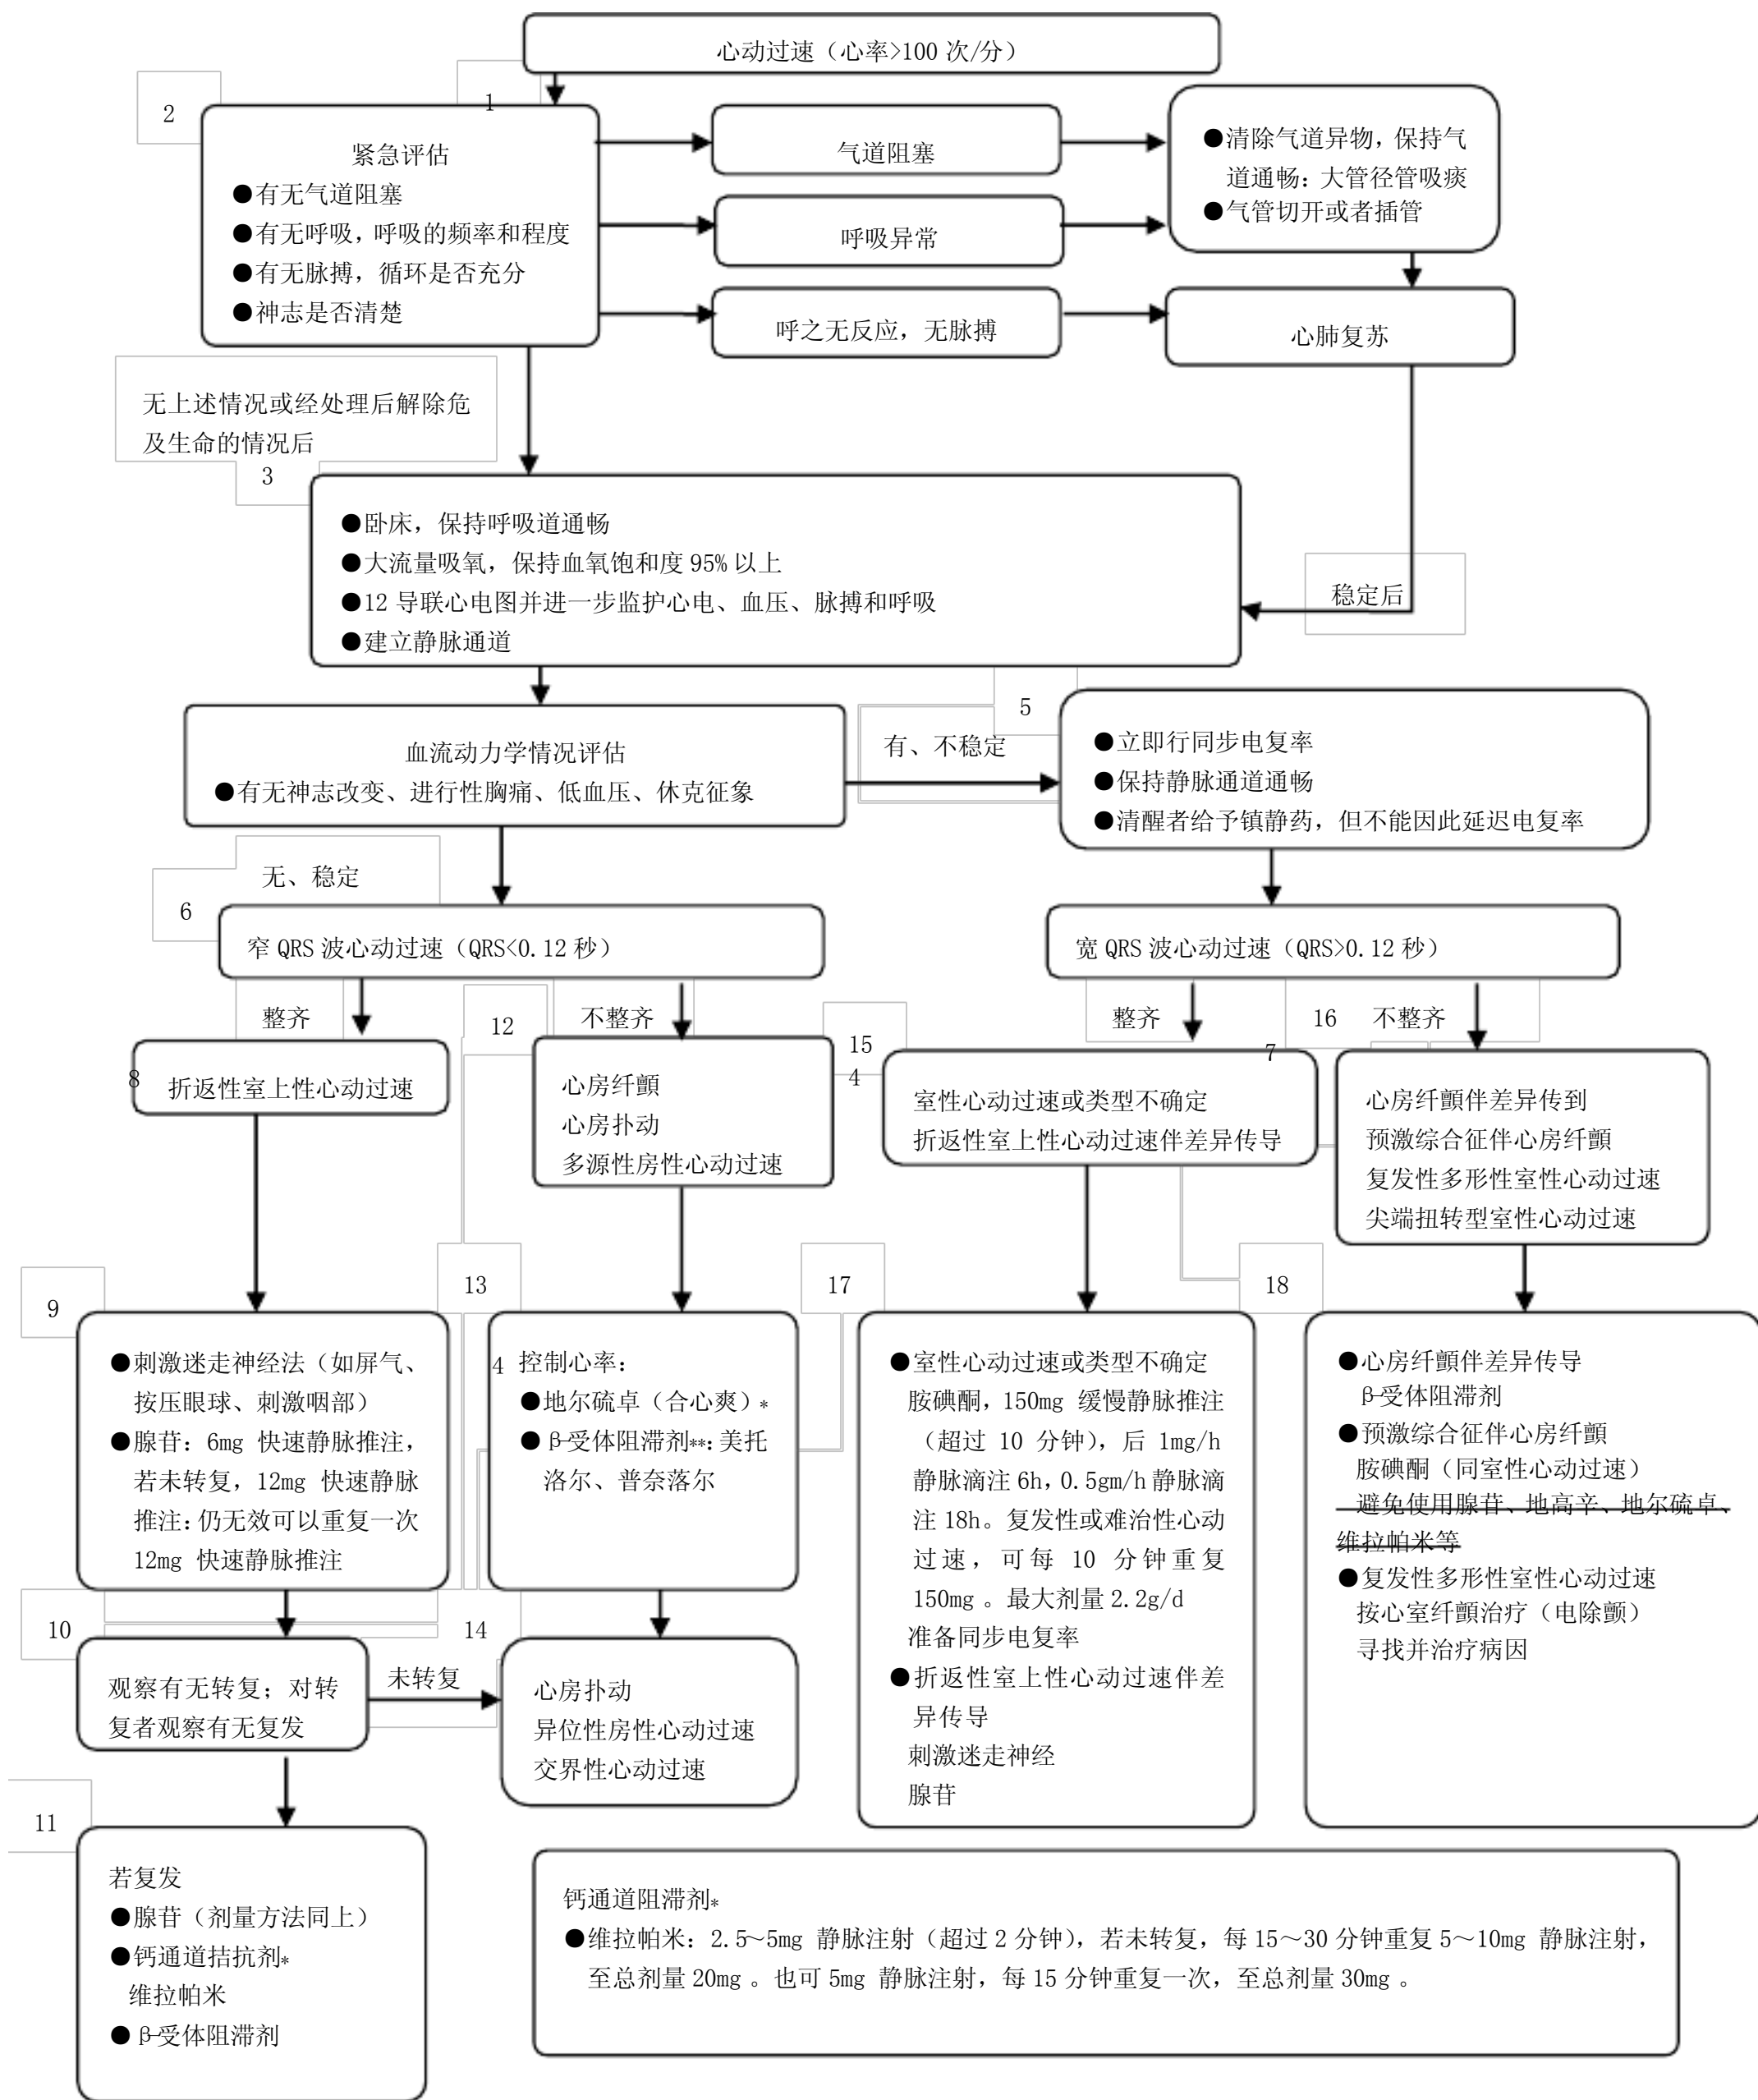 心动过速（心率>100 次/分）
1
2
紧急评估
●有无气道阻塞
●有无呼吸，呼吸的频率和程度
●有无脉搏，循环是否充分
●神志是否清楚
气道阻塞
呼吸异常
呼之无反应，无脉搏
●清除气道异物，保持气
道通畅：大管径管吸痰
●气管切开或者插管
心肺复苏
无上述情况或经处理后解除危
及生命的情况后
3
●卧床，保持呼吸道通畅
●大流量吸氧，保持血氧饱和度 95% 以上
●12 导联心电图并进一步监护心电、血压、脉搏和呼吸
●建立静脉通道
稳定后
血流动力学情况评估
●有无神志改变、进行性胸痛、低血压、休克征象
有、不稳定
5
●立即行同步电复率
●保持静脉通道通畅
●清醒者给予镇静药，但不能因此延迟电复率
无、稳定
6
窄 QRS 波心动过速（QRS<0.12 秒）
宽 QRS 波心动过速（QRS>0.12 秒）
整齐
12
不整齐
整齐
16
不整齐
8
折返性室上性心动过速
心房纤颤
心房扑动
多源性房性心动过速
15
4
7
室性心动过速或类型不确定
折返性室上性心动过速伴差异传导
心房纤颤伴差异传到
预激综合征伴心房纤颤
复发性多形性室性心动过速
尖端扭转型室性心动过速
9
13
17
18
●刺激迷走神经法（如屏气、
按压眼球、刺激咽部）
●腺苷：6mg 快速静脉推注，
若未转复，12mg 快速静脉
推注：仍无效可以重复一次
12mg 快速静脉推注
4
控制心率：
●地尔硫卓（合心爽）*
●β-受体阻滞剂**：美托
洛尔、普奈落尔
●室性心动过速或类型不确定
胺碘酮，150mg 缓慢静脉推注
（超过 10 分钟），后 1mg/h
静脉滴注 6h，0.5gm/h 静脉滴
注 18h。复发性或难治性心动
过速，可每 10 分钟重复
150mg 。最大剂量 2.2g/d
准备同步电复率
●折返性室上性心动过速伴差
异传导
刺激迷走神经
腺苷
●心房纤颤伴差异传导
β-受体阻滞剂
●预激综合征伴心房纤颤
胺碘酮（同室性心动过速）
避免使用腺苷、地高辛、地尔硫卓、
维拉帕米等
●复发性多形性室性心动过速
按心室纤颤治疗（电除颤）
寻找并治疗病因
10
观察有无转复；对转
复者观察有无复发
未转复
14
心房扑动
异位性房性心动过速
交界性心动过速
11
若复发
●腺苷（剂量方法同上）
●钙通道拮抗剂*
维拉帕米
●β-受体阻滞剂
钙通道阻滞剂*
●维拉帕米：2.5～5mg 静脉注射（超过 2 分钟），若未转复，每 15～30 分钟重复 5～10mg 静脉注射，
至总剂量 20mg 。也可 5mg 静脉注射，每 15 分钟重复一次，至总剂量 30mg 。